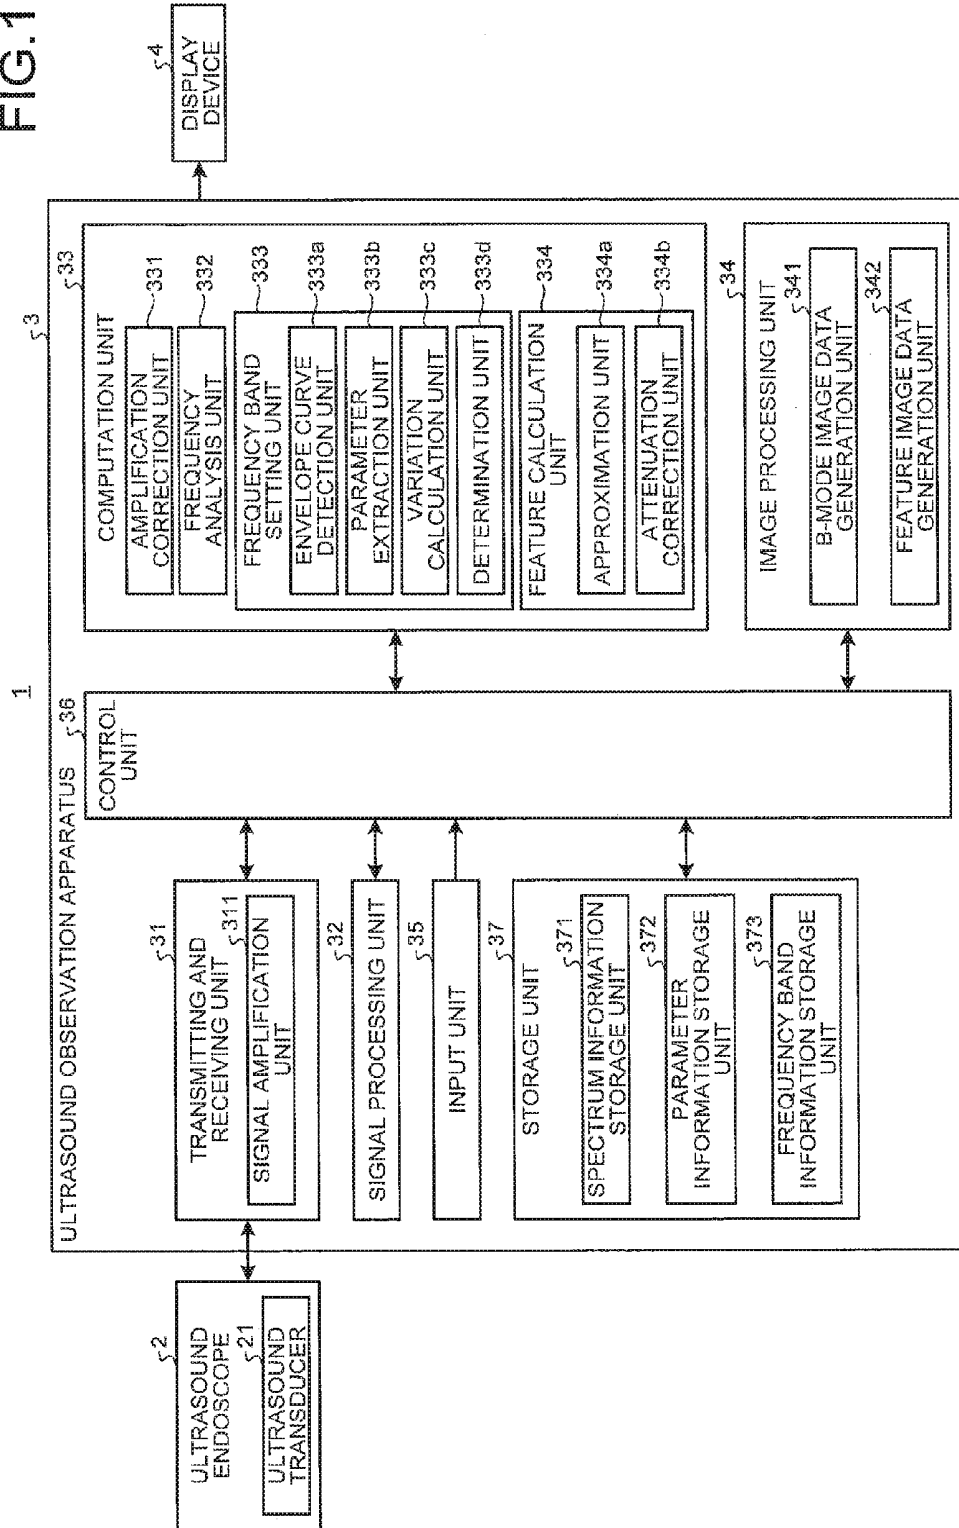 FIG.1
1
ULTRASOUND OBSERVATION APPARATUS
3
2
ULTRASOUND
ENDOSCOPE
21
ULTRASOUND
TRANSDUCER
31
TRANSMITTING AND
RECEIVING UNIT
311
SIGNAL AMPLIFICATION
UNIT
32
SIGNAL PROCESSING UNIT
35
INPUT UNIT
37
STORAGE UNIT
371
SPECTRUM INFORMATION
STORAGE UNIT
372
PARAMETER
INFORMATION STORAGE
UNIT
373
FREQUENCY BAND
INFORMATION STORAGE
UNIT
36
CONTROL
UNIT
33
COMPUTATION UNIT
AMPLIFICATION
CORRECTION UNIT
331
FREQUENCY
ANALYSIS UNIT
332
FREQUENCY BAND
SETTING UNIT
333
ENVELOPE CURVE
DETECTION UNIT
333a
PARAMETER
EXTRACTION UNIT
333b
VARIATION
CALCULATION UNIT
333c
DETERMINATION UNIT
333d
FEATURE CALCULATION
UNIT
334
APPROXIMATION UNIT
334a
ATTENUATION
CORRECTION UNIT
334b
34
IMAGE PROCESSING UNIT
341
B-MODE IMAGE DATA
GENERATION UNIT
342
FEATURE IMAGE DATA
GENERATION UNIT
4
DISPLAY
DEVICE